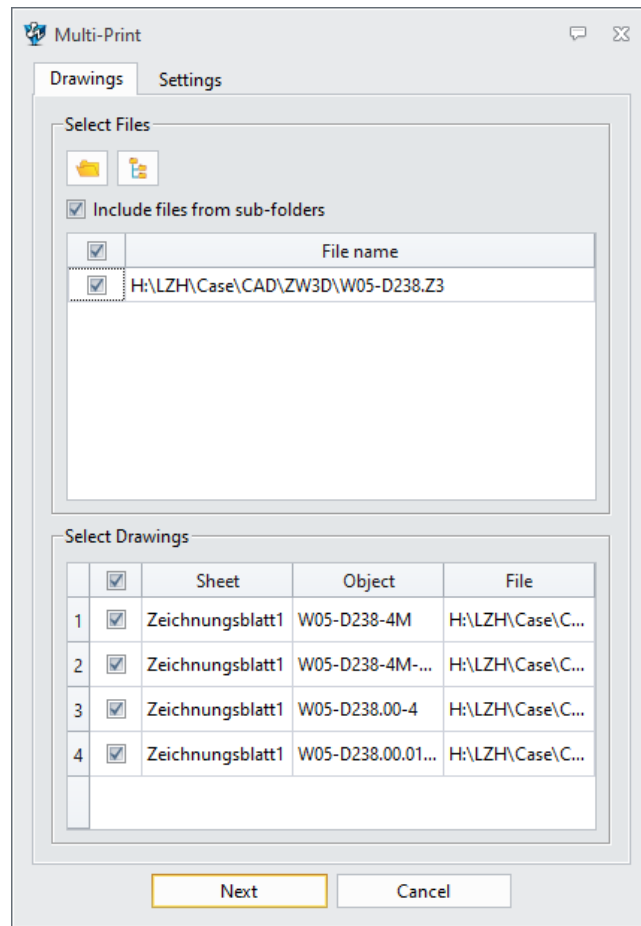 Multi-Print
Drawings Settings
Select Files
Include files from sub-folders
File name
H:\LZH\Case\CAD\ZW3D\W05-D238.Z3
Select Drawings
Sheet Object File
1 Zeichnungsblatt1 W05-D238-4M H:\LZH\Case\C...
2 Zeichnungsblatt1 W05-D238-4M-... H:\LZH\Case\C...
3 Zeichnungsblatt1 W05-D238.00-4 H:\LZH\Case\C...
4 Zeichnungsblatt1 W05-D238.00.01... H:\LZH\Case\C...
Next Cancel